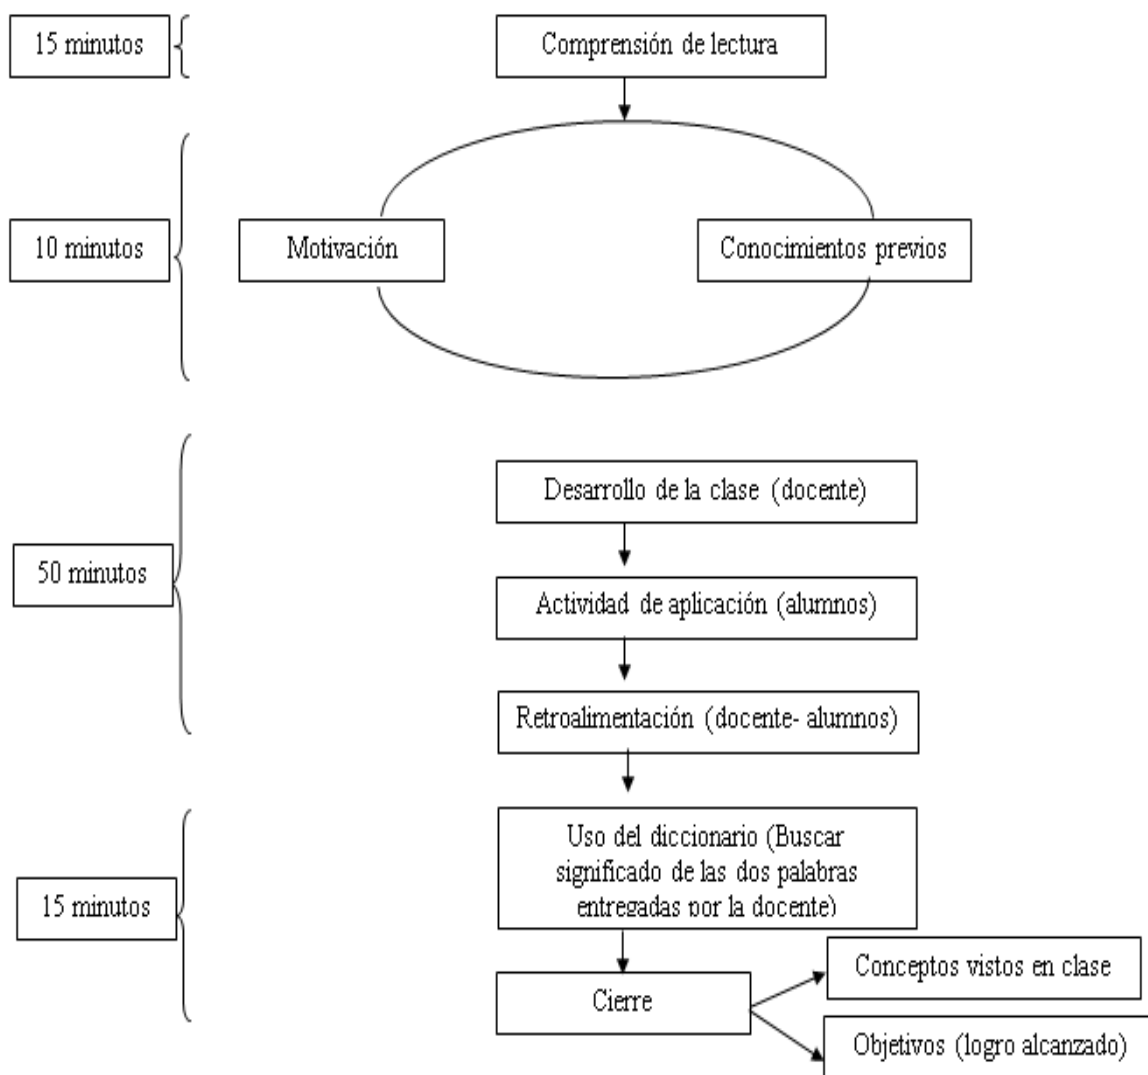 15 minutos
Comprensión de lectura
10 minutos
Motivación
Conocimientos previos
50 minutos
Desarrollo de la clase (docente)
Actividad de aplicación (alumnos)
Retroalimentación (docente- alumnos)
15 minutos
Uso del diccionario (Buscar
significado de las dos palabras
entregadas por la docente)
Cierre
Conceptos vistos en clase
Objetivos (logro alcanzado)